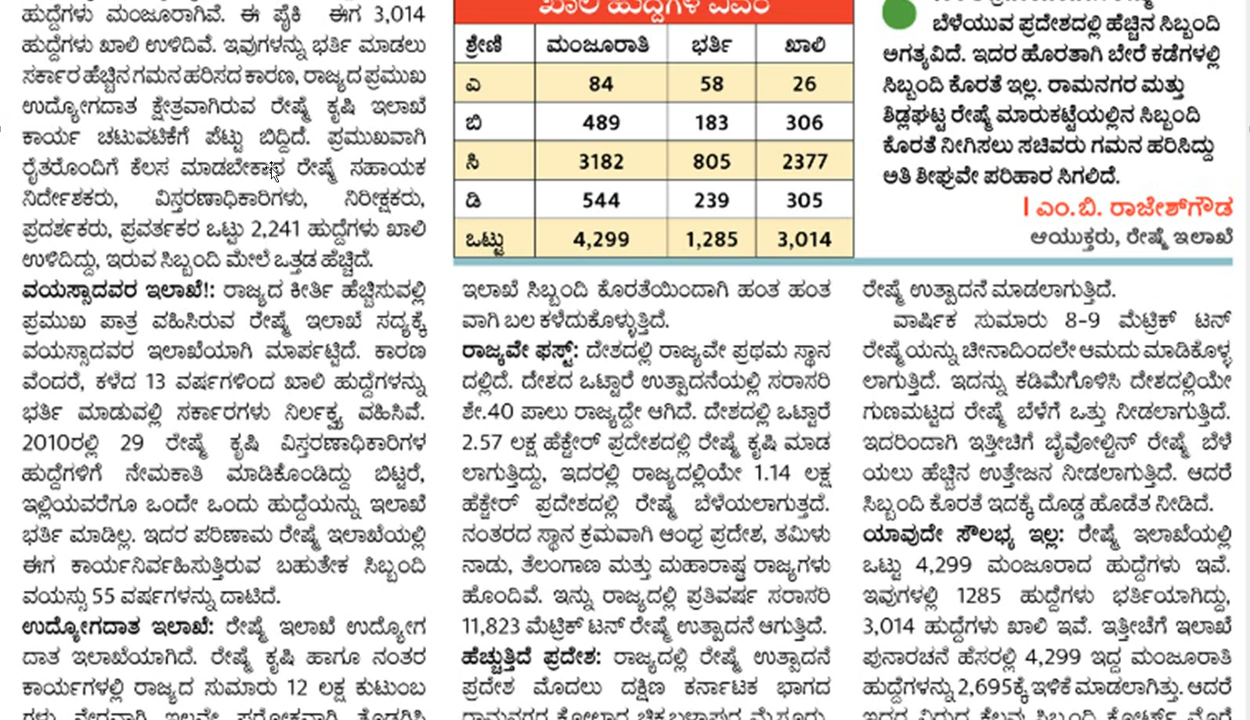 ಹುದ್ದೆಗಳು ಮಂಜೂರಾಗಿವೆ. ಈ ಪೈಕಿ ಈಗ 3,014
ಹುದ್ದೆಗಳು ಖಾಲಿ ಉಳಿದಿವೆ. ಇವುಗಳನ್ನು ಭರ್ತಿ ಮಾಡಲು
ಸರ್ಕಾರ ಹೆಚ್ಚಿನ ಗಮನ ಹರಿಸದ ಕಾರಣ, ರಾಜ್ಯದ ಪ್ರಮುಖ
ಉದ್ಯೋಗದಾತ ಕ್ಷೇತ್ರವಾಗಿರುವ ರೇಷ್ಮೆ ಕೃಷಿ ಇಲಾಖೆ
ಕಾರ್ಯ ಚಟುವಟಿಕೆಗೆ ಪೆಟ್ಟು ಬಿದ್ದಿದೆ. ಪ್ರಮುಖವಾಗಿ
ರೈತರೊಂದಿಗೆ ಕೆಲಸ ಮಾಡಬೇಕಾದ ರೇಷ್ಮೆ ಸಹಾಯಕ
ನಿರ್ದೇಶಕರು, ವಿಸ್ತರಣಾಧಿಕಾರಿಗಳು, ನಿರೀಕ್ಷಕರು,
ಪ್ರದರ್ಶಕರು, ಪ್ರವರ್ತಕರ ಒಟ್ಟು 2,241 ಹುದ್ದೆಗಳು ಖಾಲಿ
ಉಳಿದಿದ್ದು, ಇರುವ ಸಿಬ್ಬಂದಿ ಮೇಲೆ ಒತ್ತಡ ಹೆಚ್ಚಿದೆ.
ವಯಸ್ಸಾದವರ ಇಲಾಖೆ!: ರಾಜ್ಯದ ಕೀರ್ತಿ ಹೆಚ್ಚಿಸುವಲ್ಲಿ
ಪ್ರಮುಖ ಪಾತ್ರ ವಹಿಸಿರುವ ರೇಷ್ಮೆ ಇಲಾಖೆ ಸದ್ಯಕ್ಕೆ
ವಯಸ್ಸಾದವರ ಇಲಾಖೆಯಾಗಿ ಮಾರ್ಪಟ್ಟಿದೆ. ಕಾರಣ
ವೆಂದರೆ, ಕಳೆದ 13 ವರ್ಷಗಳಿಂದ ಖಾಲಿ ಹುದ್ದೆಗಳನ್ನು
ಭರ್ತಿ ಮಾಡುವಲ್ಲಿ ಸರ್ಕಾರಗಳು ನಿರ್ಲಕ್ಷ್ಯ ವಹಿಸಿವೆ.
2010ರಲ್ಲಿ 29 ರೇಷ್ಮೆ ಕೃಷಿ ವಿಸ್ತರಣಾಧಿಕಾರಿಗಳ
ಹುದ್ದೆಗಳಿಗೆ ನೇಮಕಾತಿ ಮಾಡಿಕೊಂಡಿದ್ದು ಬಿಟ್ಟರೆ,
ಇಲ್ಲಿಯವರೆಗೂ ಒಂದೇ ಒಂದು ಹುದ್ದೆಯನ್ನು ಇಲಾಖೆ
ಭರ್ತಿ ಮಾಡಿಲ್ಲ. ಇದರ ಪರಿಣಾಮ ರೇಷ್ಮೆ ಇಲಾಖೆಯಲ್ಲಿ
ಈಗ ಕಾರ್ಯನಿರ್ವಹಿಸುತ್ತಿರುವ ಬಹುತೇಕ ಸಿಬ್ಬಂದಿ
ವಯಸ್ಸು 55 ವರ್ಷಗಳನ್ನು ದಾಟಿದೆ.
ಉದ್ಯೋಗದಾತ ಇಲಾಖೆ: ರೇಷ್ಮೆ ಇಲಾಖೆ ಉದ್ಯೋಗ
ದಾತ ಇಲಾಖೆಯಾಗಿದೆ. ರೇಷ್ಮೆ ಕೃಷಿ ಹಾಗೂ ನಂತರ
ಕಾರ್ಯಗಳಲ್ಲಿ ರಾಜ್ಯದ ಸುಮಾರು 12 ಲಕ್ಷ ಕುಟುಂಬ
ಖಾಲಿ ಹುದ್ದೆಗಳ ವಿವರ
ಶ್ರೇಣಿ ಮಂಜೂರಾತಿ ಭರ್ತಿ ಖಾಲಿ
ಎ 84 58 26
ಬಿ 489 183 306
ಸಿ 3182 805 2377
ಡಿ 544 239 305
ಒಟ್ಟು 4,299 1,285 3,014
ಇಲಾಖೆ ಸಿಬ್ಬಂದಿ ಕೊರತೆಯಿಂದಾಗಿ ಹಂತ ಹಂತ
ವಾಗಿ ಬಲ ಕಳೆದುಕೊಳ್ಳುತ್ತಿದೆ.
ರಾಜ್ಯವೇ ಫಸ್ಟ್: ದೇಶದಲ್ಲಿ ರಾಜ್ಯವೇ ಪ್ರಥಮ ಸ್ಥಾನ
ದಲ್ಲಿದೆ. ದೇಶದ ಒಟ್ಟಾರೆ ಉತ್ಪಾದನೆಯಲ್ಲಿ ಸರಾಸರಿ
ಶೇ.40 ಪಾಲು ರಾಜ್ಯದ್ದೇ ಆಗಿದೆ. ದೇಶದಲ್ಲಿ ಒಟ್ಟಾರೆ
2.57 ಲಕ್ಷ ಹೆಕ್ಟೇರ್ ಪ್ರದೇಶದಲ್ಲಿ ರೇಷ್ಮೆ ಕೃಷಿ ಮಾಡ
ಲಾಗುತ್ತಿದ್ದು, ಇದರಲ್ಲಿ ರಾಜ್ಯದಲ್ಲಿಯೇ 1.14 ಲಕ್ಷ
ಹೆಕ್ಟೇರ್ ಪ್ರದೇಶದಲ್ಲಿ ರೇಷ್ಮೆ ಬೆಳೆಯಲಾಗುತ್ತದೆ.
ನಂತರದ ಸ್ಥಾನ ಕ್ರಮವಾಗಿ ಆಂಧ್ರ ಪ್ರದೇಶ, ತಮಿಳು
ನಾಡು, ತೆಲಂಗಾಣ ಮತ್ತು ಮಹಾರಾಷ್ಟ್ರ ರಾಜ್ಯಗಳು
ಹೊಂದಿವೆ. ಇನ್ನು ರಾಜ್ಯದಲ್ಲಿ ಪ್ರತಿವರ್ಷ ಸರಾಸರಿ
11,823 ಮೆಟ್ರಿಕ್ ಟನ್ ರೇಷ್ಮೆ ಉತ್ಪಾದನೆ ಆಗುತ್ತಿದೆ.
ಹೆಚ್ಚುತ್ತಿದೆ ಪ್ರದೇಶ: ರಾಜ್ಯದಲ್ಲಿ ರೇಷ್ಮೆ ಉತ್ಪಾದನೆ
ಪ್ರದೇಶ ಮೊದಲು ದಕ್ಷಿಣ ಕರ್ನಾಟಕ ಭಾಗದ
ಬೆಳೆಯುವ ಪ್ರದೇಶದಲ್ಲಿ ಹೆಚ್ಚಿನ ಸಿಬ್ಬಂದಿ
ಅಗತ್ಯವಿದೆ. ಇದರ ಹೊರತಾಗಿ ಬೇರೆ ಕಡೆಗಳಲ್ಲಿ
ಸಿಬ್ಬಂದಿ ಕೊರತೆ ಇಲ್ಲ. ರಾಮನಗರ ಮತ್ತು
ಶಿಡ್ಲಘಟ್ಟ ರೇಷ್ಮೆ ಮಾರುಕಟ್ಟೆಯಲ್ಲಿನ ಸಿಬ್ಬಂದಿ
ಕೊರತೆ ನೀಗಿಸಲು ಸಚಿವರು ಗಮನ ಹರಿಸಿದ್ದು
ಅತಿ ಶೀಘ್ರವೇ ಪರಿಹಾರ ಸಿಗಲಿದೆ.
| ಎಂ.ಬಿ. ರಾಜೇಶ್‌ಗೌಡ
ಆಯುಕ್ತರು, ರೇಷ್ಮೆ ಇಲಾಖೆ
ರೇಷ್ಮೆ ಉತ್ಪಾದನೆ ಮಾಡಲಾಗುತ್ತಿದೆ.
ವಾರ್ಷಿಕ ಸುಮಾರು 8-9 ಮೆಟ್ರಿಕ್ ಟನ್
ರೇಷ್ಮೆಯನ್ನು ಚೀನಾದಿಂದಲೇ ಆಮದು ಮಾಡಿಕೊಳ್ಳ
ಲಾಗುತ್ತಿದೆ. ಇದನ್ನು ಕಡಿಮೆಗೊಳಿಸಿ ದೇಶದಲ್ಲಿಯೇ
ಗುಣಮಟ್ಟದ ರೇಷ್ಮೆ ಬೆಳೆಗೆ ಒತ್ತು ನೀಡಲಾಗುತ್ತಿದೆ.
ಇದರಿಂದಾಗಿ ಇತ್ತೀಚಿಗೆ ಬೈವೋಲ್ಟಿನ್ ರೇಷ್ಮೆ ಬೆಳೆ
ಯಲು ಹೆಚ್ಚಿನ ಉತ್ತೇಜನ ನೀಡಲಾಗುತ್ತಿದೆ. ಆದರೆ
ಸಿಬ್ಬಂದಿ ಕೊರತೆ ಇದಕ್ಕೆ ದೊಡ್ಡ ಹೊಡೆತ ನೀಡಿದೆ.
ಯಾವುದೇ ಸೌಲಭ್ಯ ಇಲ್ಲ: ರೇಷ್ಮೆ ಇಲಾಖೆಯಲ್ಲಿ
ಒಟ್ಟು 4,299 ಮಂಜೂರಾದ ಹುದ್ದೆಗಳು ಇವೆ.
ಇವುಗಳಲ್ಲಿ 1285 ಹುದ್ದೆಗಳು ಭರ್ತಿಯಾಗಿದ್ದು,
3,014 ಹುದ್ದೆಗಳು ಖಾಲಿ ಇವೆ. ಇತ್ತೀಚೆಗೆ ಇಲಾಖೆ
ಪುನಾರಚನೆ ಹೆಸರಲ್ಲಿ 4,299 ಇದ್ದ ಮಂಜೂರಾತಿ
ಹುದ್ದೆಗಳನ್ನು 2,695ಕ್ಕೆ ಇಳಿಕೆ ಮಾಡಲಾಗಿತ್ತು. ಆದರೆ